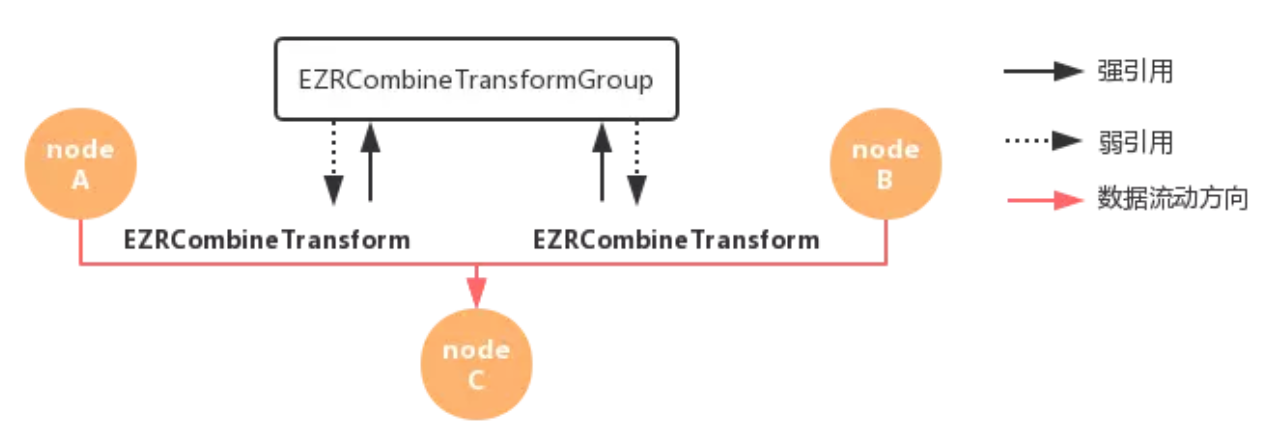 EZRCombineTransformGroup
强引用
node
A
node
B
弱引用
数据流动方向
EZRCombineTransform
EZRCombineTransform
node
C